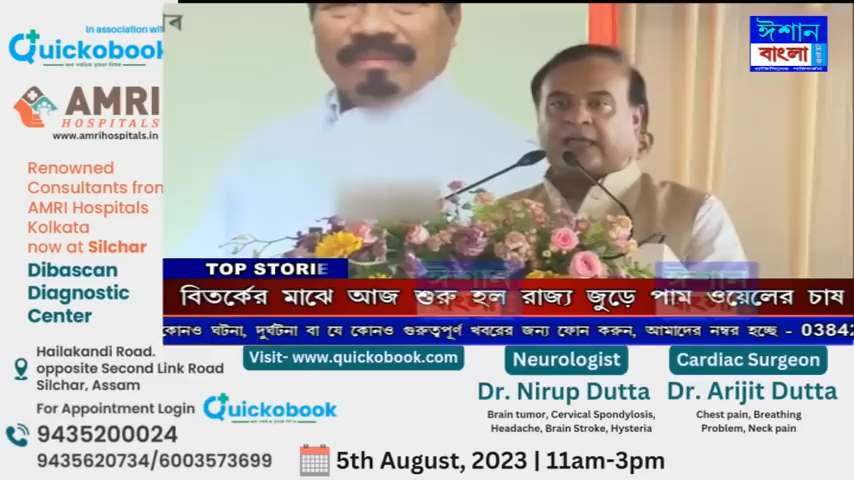 in association with
Quickobook
we value your time
AMRI
HOSPITALS
www.amrihospitals.in
Renowned
Consultants from
AMRI Hospitals
Kolkata
now at Silchar
Dibascan
Diagnostic
Center
Hailakandi Road.
opposite Second Link Road
Silchar, Assam
For Appointment Login
Quickobook
we value your time
9435200024
9435620734/6003573699
ঈশান
বাংলা
TOP STORIE
বিতর্কের মাঝে আজ শুরু হল রাজ্য জুড়ে পাম ওয়েলের চাষ
কোনও ঘটনা, দুর্ঘটনা বা যে কোনও গুরুত্বপূর্ণ খবরের জন্য ফোন করুন, আমাদের নম্বর হচ্ছে - 03842
Visit- www.quickobook.com
Neurologist
Dr. Nirup Dutta
Brain tumor, Cervical Spondylosis,
Headache, Brain Stroke, Hysteria
Cardiac Surgeon
Dr. Arijit Dutta
Chest pain, Breathing
Problem, Neck pain
5th August, 2023 | 11am-3pm